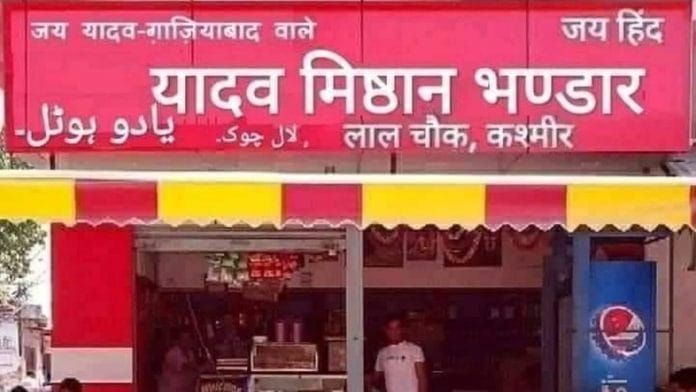 जय यादव-ग़ाज़ियाबाद वाले जय हिंद
यादव मिष्ठान भण्डार
یادو ہوٹل۔ لال چوک۔ लाल चौक, कश्मीर